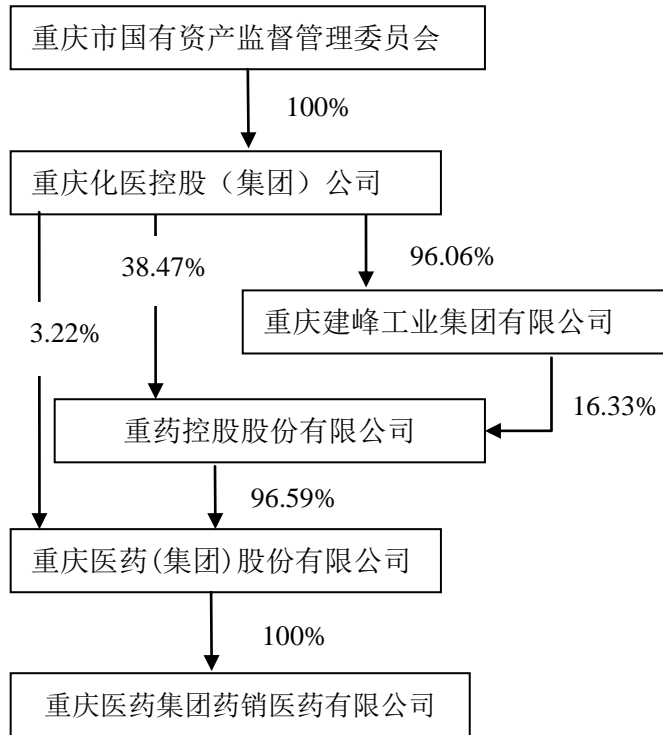 重庆市国有资产监督管理委员会
100%
重庆化医控股（集团）公司
38.47%
96.06%
3.22%
重庆建峰工业集团有限公司
16.33%
重药控股股份有限公司
96.59%
重庆医药(集团)股份有限公司
100%
重庆医药集团药销医药有限公司